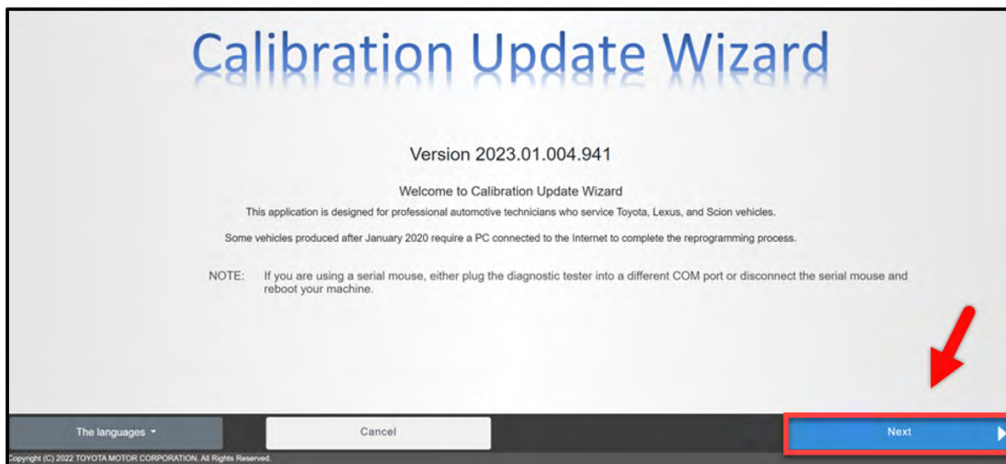 Calibration Update Wizard
Version 2023.01.004.941
Welcome to Calibration Update Wizard
This application is designed for professional automotive technicians who service Toyota, Lexus, and Scion vehicles.
Some vehicles produced after January 2020 require a PC connected to the Internet to complete the reprogramming process.
NOTE: If you are using a serial mouse, either plug the diagnostic tester into a different COM port or disconnect the serial mouse and
reboot your machine.
The languages
Cancel
Next
Copyright (C) 2022 TOYOTA MOTOR CORPORATION. All Rights Reserved.